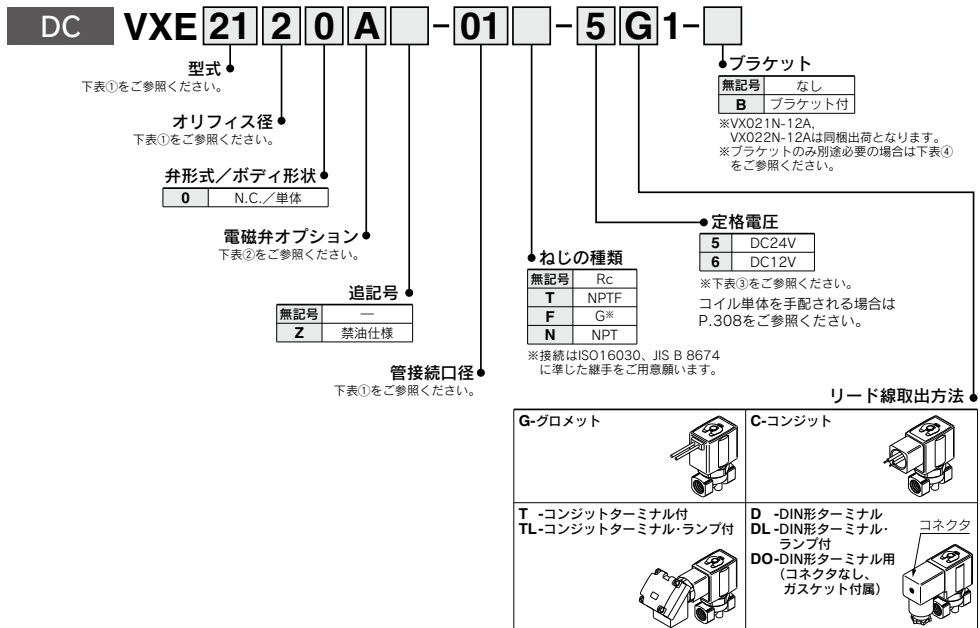 DC VXE 21 2 0 A - 01 - 5 G 1 -
型式
下表①をご参照ください。
オリフィス径
下表①をご参照ください。
弁形式／ボディ形状
0 N.C.／単体
電磁弁オプション
下表②をご参照ください。
追記号
無記号 —
Z 禁油仕様
管接続口径
下表①をご参照ください。
ねじの種類
無記号 Rc
T NPTF
F G※
N NPT
※接続はISO16030、JIS B 8674
に準じた継手をご用意願います。
ブラケット
無記号 なし
B ブラケット付
※VX021N-12A,
VX022N-12Aは同梱出荷となります。
※ブラケットのみ別途必要の場合は下表④
をご参照ください。
定格電圧
5 DC24V
6 DC12V
※下表③をご参照ください。
コイル単体を手配される場合は
P.308をご参照ください。
リード線取出方法
G-グロメット
C-コンジット
T -コンジットターミナル付
TL-コンジットターミナル・ランプ付
D -DIN形ターミナル
DL-DIN形ターミナル・
ランプ付
DO-DIN形ターミナル用
(コネクタなし、
ガスケット付属)
コネクタ